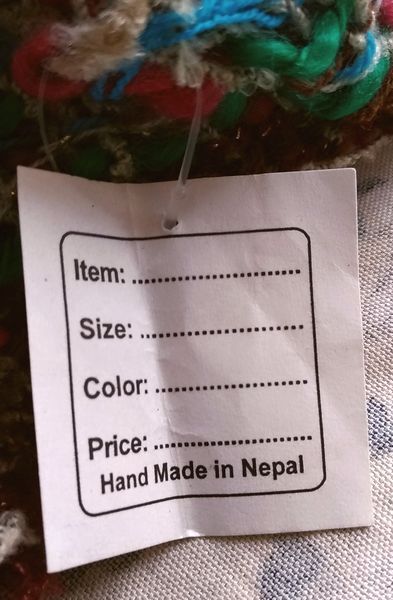 Item: ..............................
Size: .............................
Color: ...........................
Price: ............................
Hand Made in Nepal